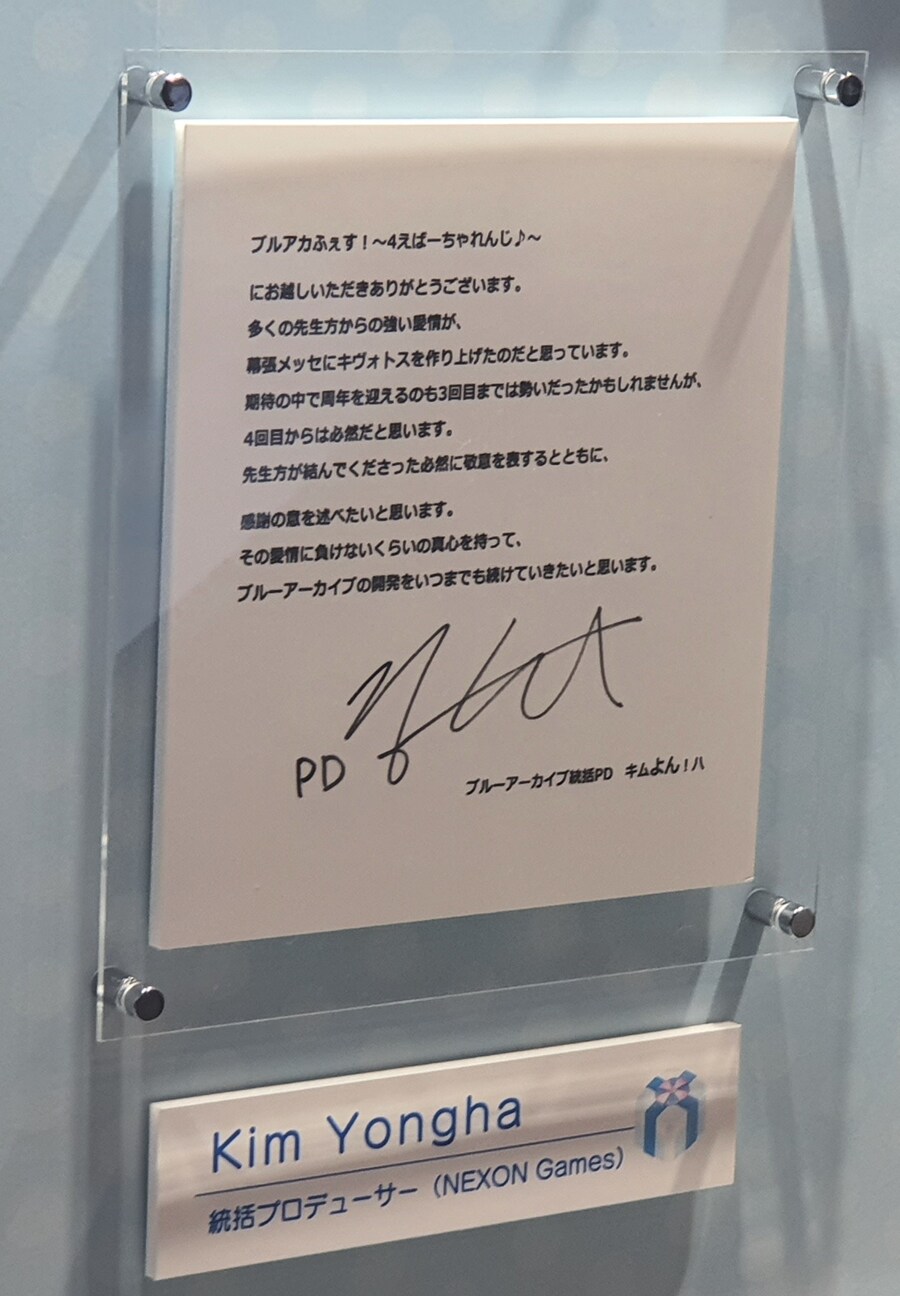 ブルアカふぇす！～4えばーちゃれんじ♪～
にお越しいただきありがとうございます。
多くの先生方からの強い愛情が、
幕張メッセにキヴォトスを作り上げたのだと思っています。
期待の中で周年を迎えるのも3回目までは勢いだったかもしれませんが、
4回目からは必然だと思います。
先生方が結んでくださった必然に敬意を表するとともに、
感謝の意を述べたいと思います。
その愛情に負けないくらいの真心を持って、
ブルーアーカイブの開発をいつまでも続けていきたいと思います。
PD
ブルーアーカイブ統括PD キムよん！ハ
Kim Yongha
統括プロデューサー（NEXON Games）